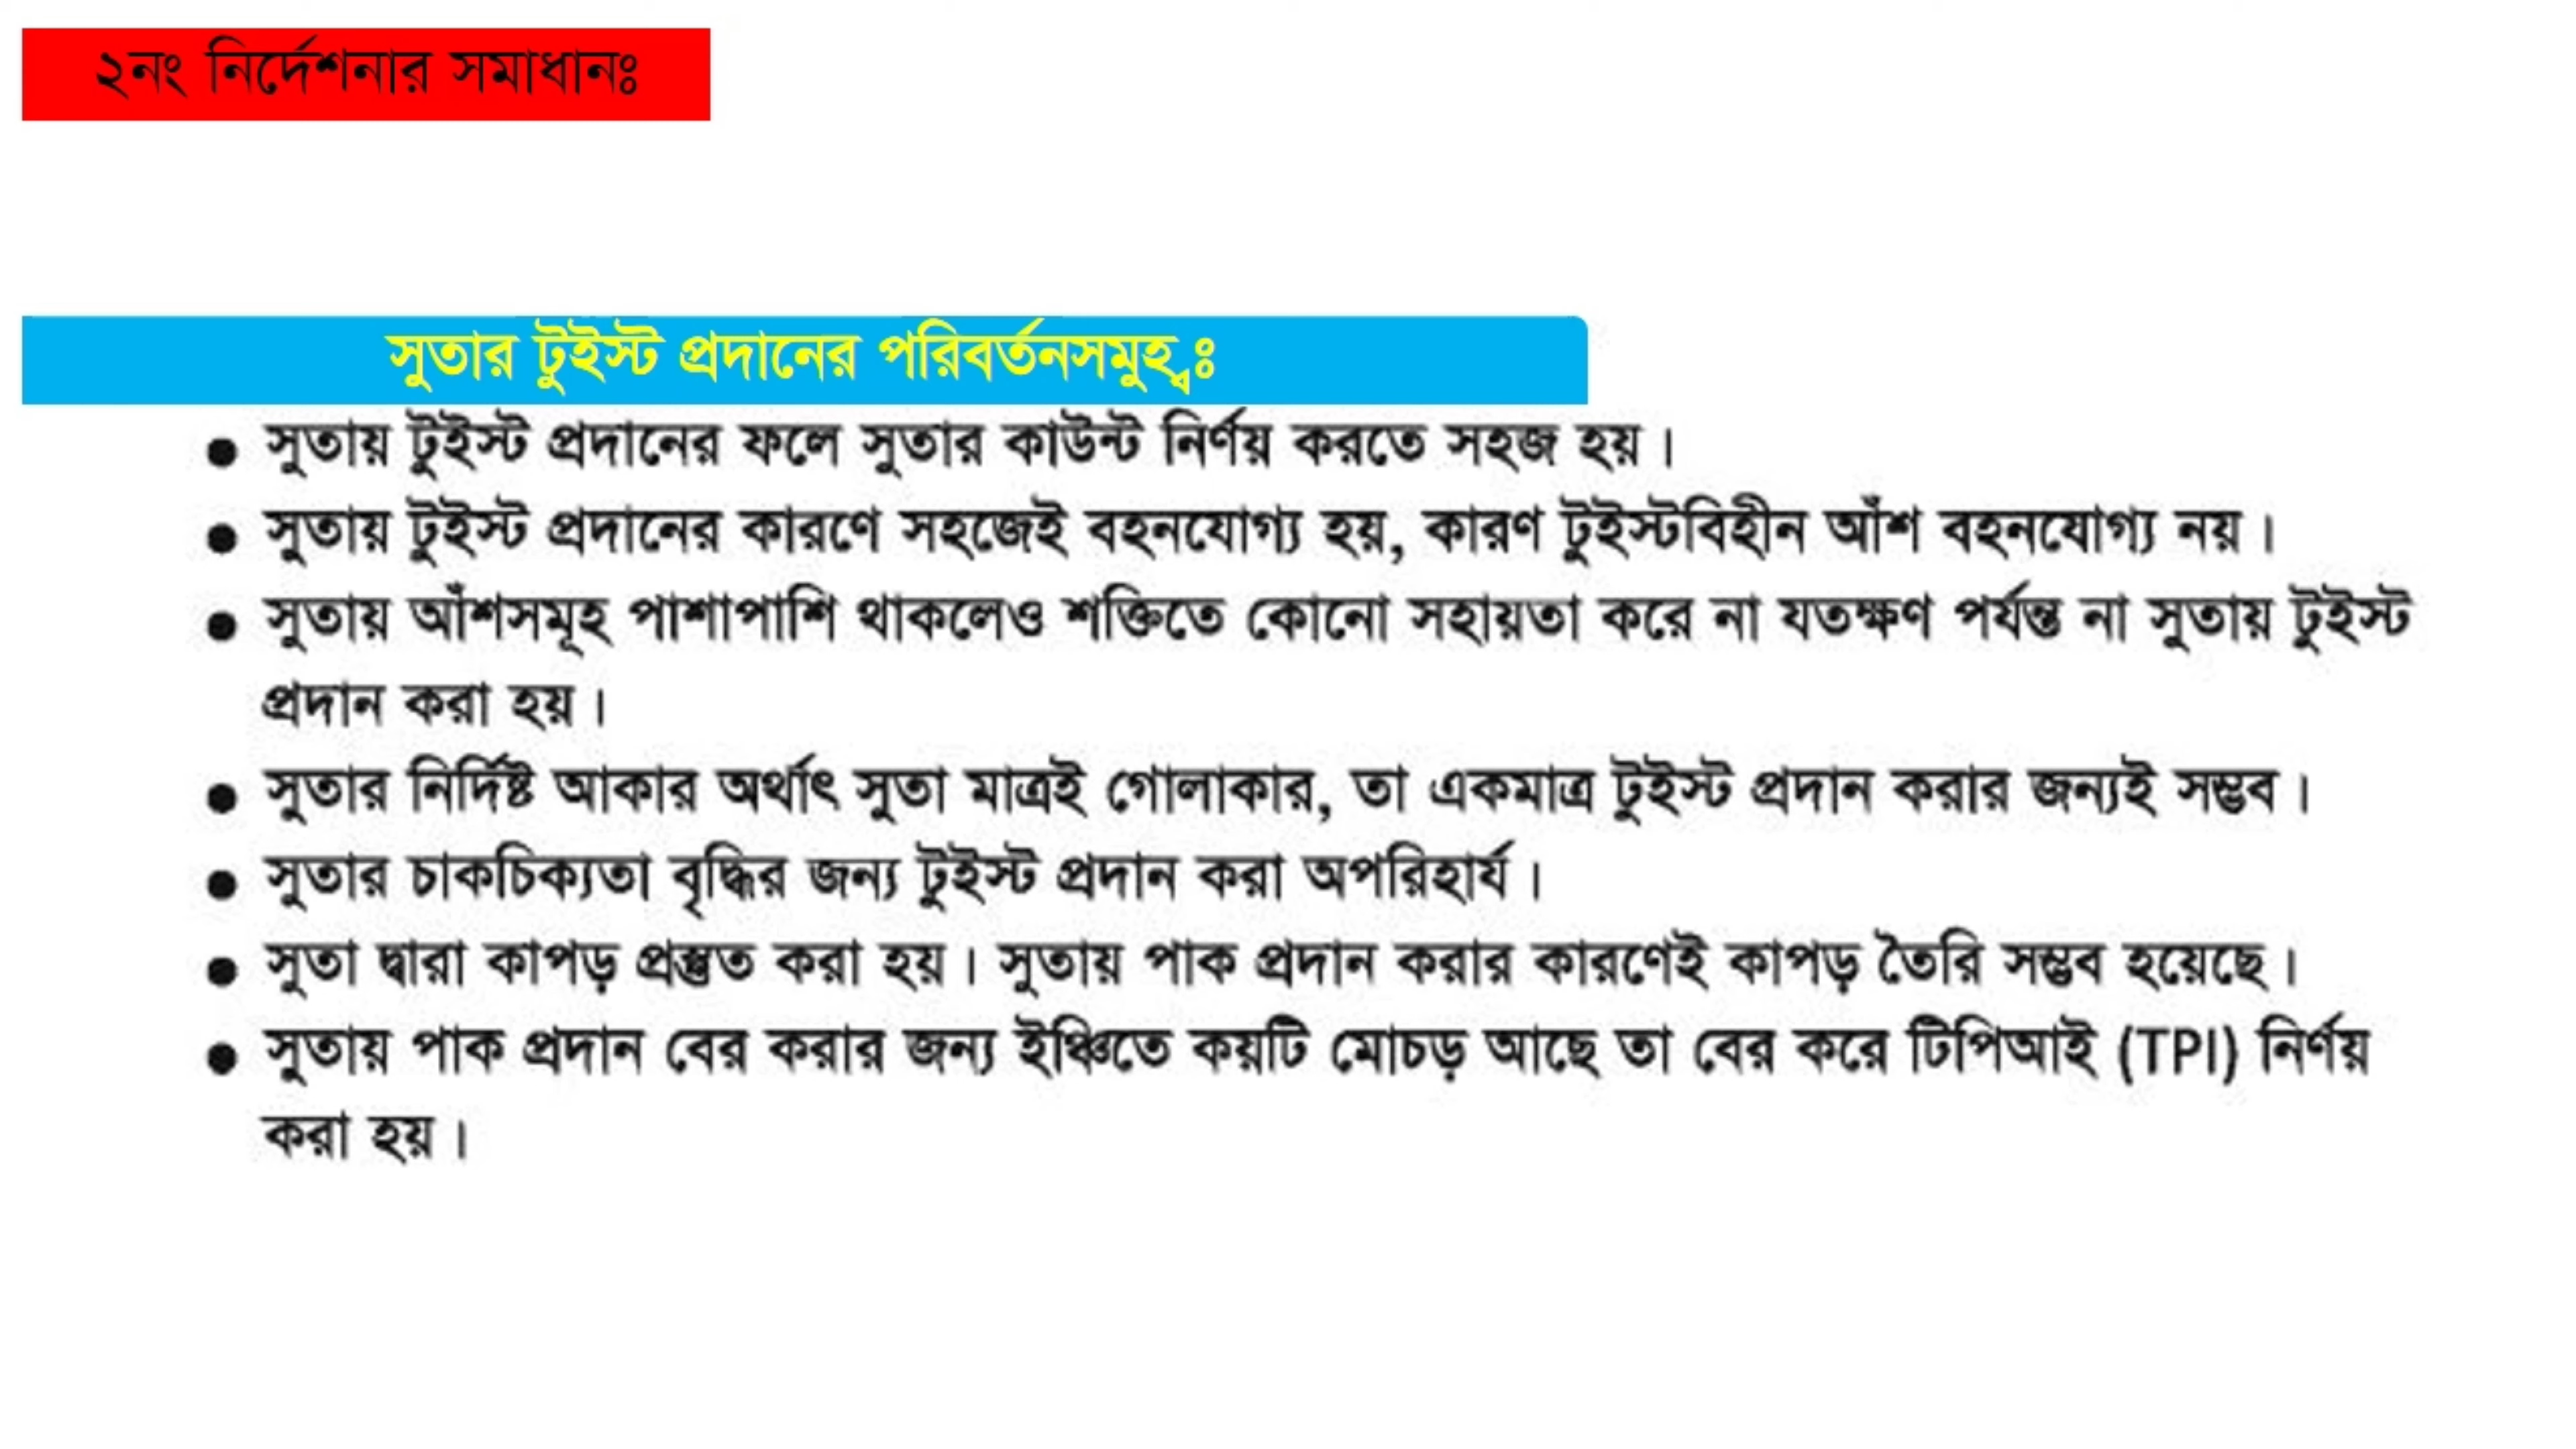 ২নং নির্দেশনার সমাধানঃ
সুতার টুইস্ট প্রদানের পরিবর্তনসমুহ্বঃ
● সুতায় টুইস্ট প্রদানের ফলে সুতার কাউন্ট নির্ণয় করতে সহজ হয়।
● সুতায় টুইস্ট প্রদানের কারণে সহজেই বহনযোগ্য হয়, কারণ টুইস্টবিহীন আঁশ বহনযোগ্য নয়।
● সুতায় আঁশসমূহ পাশাপাশি থাকলেও শক্তিতে কোনো সহায়তা করে না যতক্ষণ পর্যন্ত না সুতায় টুইস্ট
প্রদান করা হয়।
● সুতার নির্দিষ্ট আকার অর্থাৎ সুতা মাত্রই গোলাকার, তা একমাত্র টুইস্ট প্রদান করার জন্যই সম্ভব।
● সুতার চাকচিক্যতা বৃদ্ধির জন্য টুইস্ট প্রদান করা অপরিহার্য।
● সুতা দ্বারা কাপড় প্রস্তুত করা হয়। সুতায় পাক প্রদান করার কারণেই কাপড় তৈরি সম্ভব হয়েছে।
● সুতায় পাক প্রদান বের করার জন্য ইঞ্চিতে কয়টি মোচড় আছে তা বের করে টিপিআই (TPI) নির্ণয়
করা হয়।